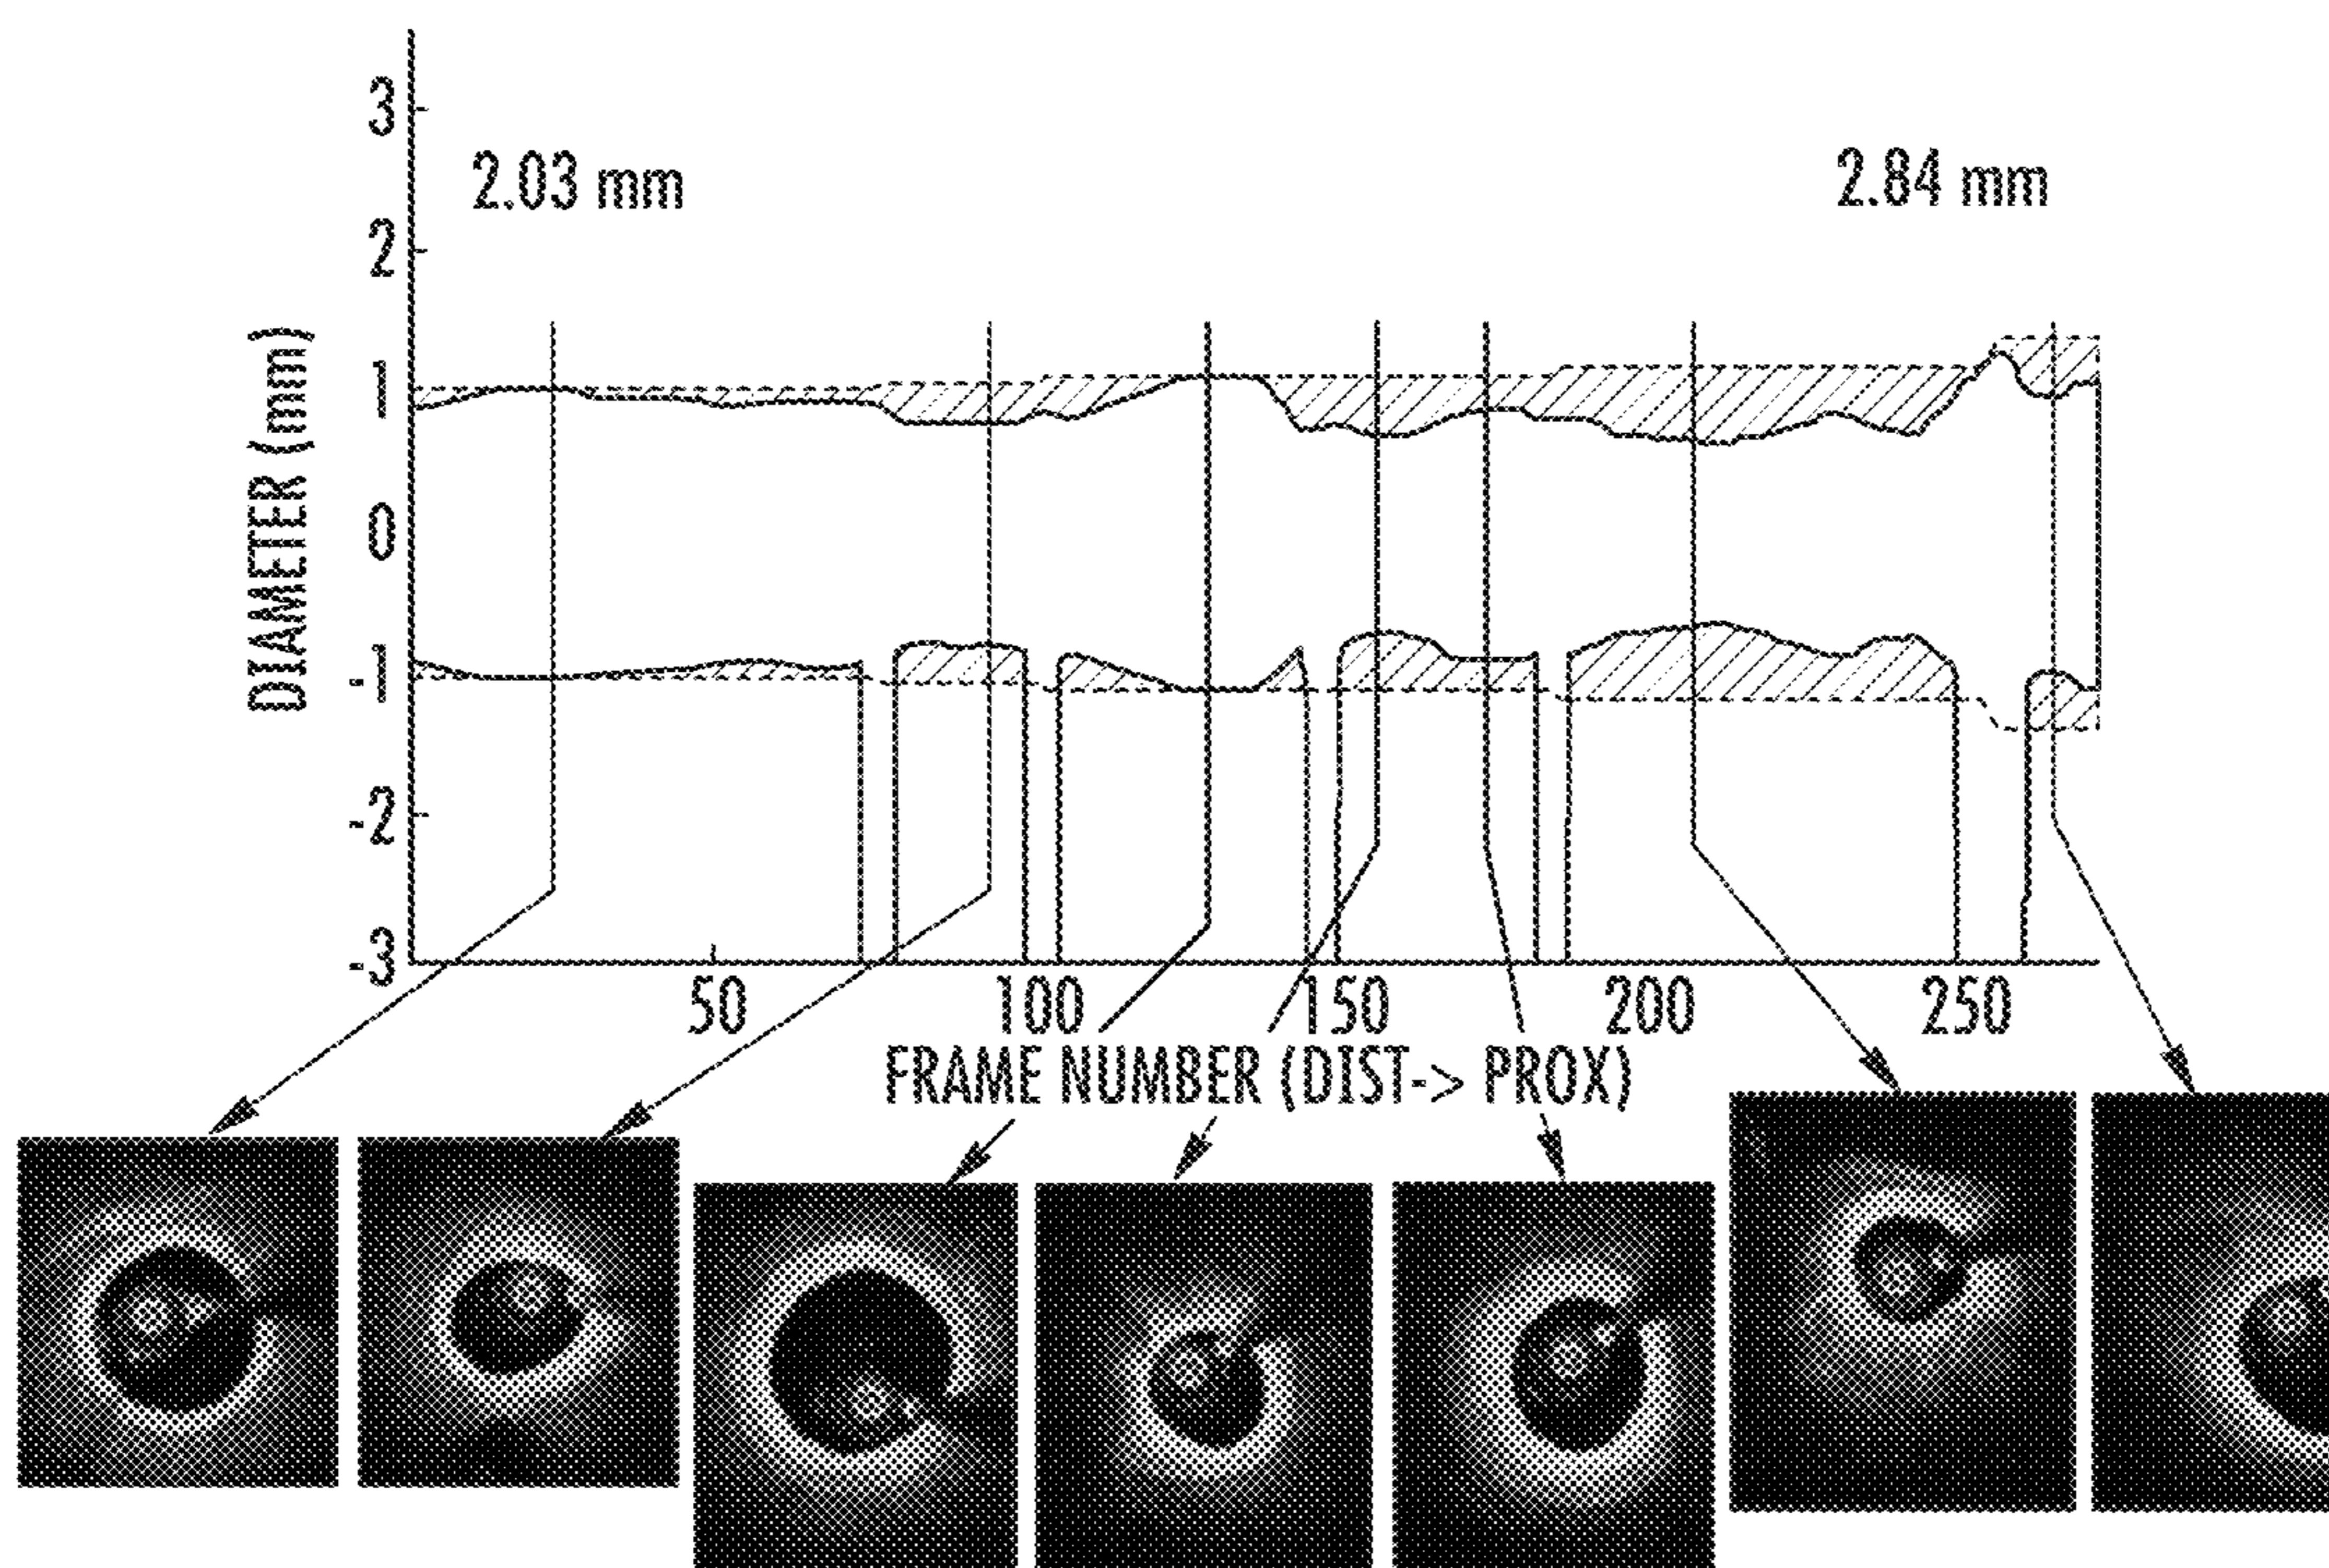 3
2.03 mm
2.84 mm
2
1
DIAMETER (mm)
0
-1
-2
-3
50 100 150 200 250
FRAME NUMBER (DIST-> PROX)